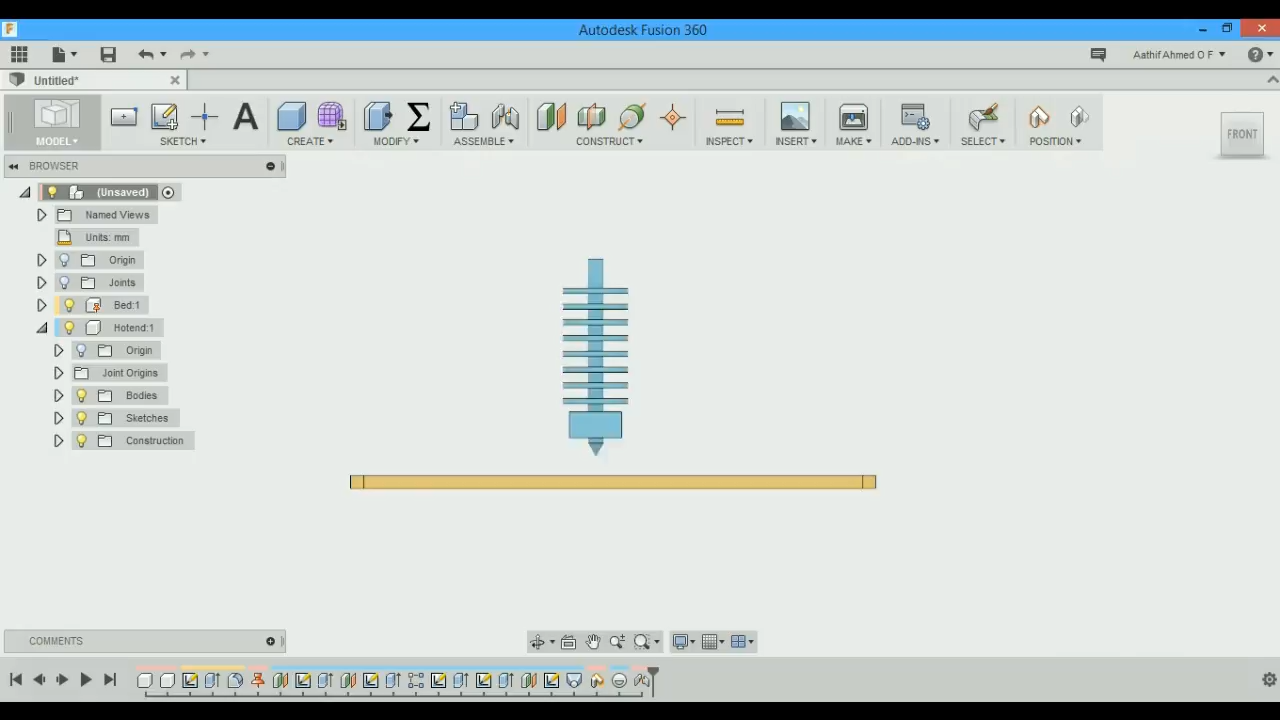 Autodesk Fusion 360
Aathif Ahmed O F
Untitled*
MODEL
SKETCH
CREATE
MODIFY
ASSEMBLE
CONSTRUCT
INSPECT
INSERT
MAKE
ADD-INS
SELECT
POSITION
FRONT
BROWSER
(Unsaved)
Named Views
Units: mm
Origin
Joints
Bed:1
Hotend:1
Origin
Joint Origins
Bodies
Sketches
Construction
COMMENTS